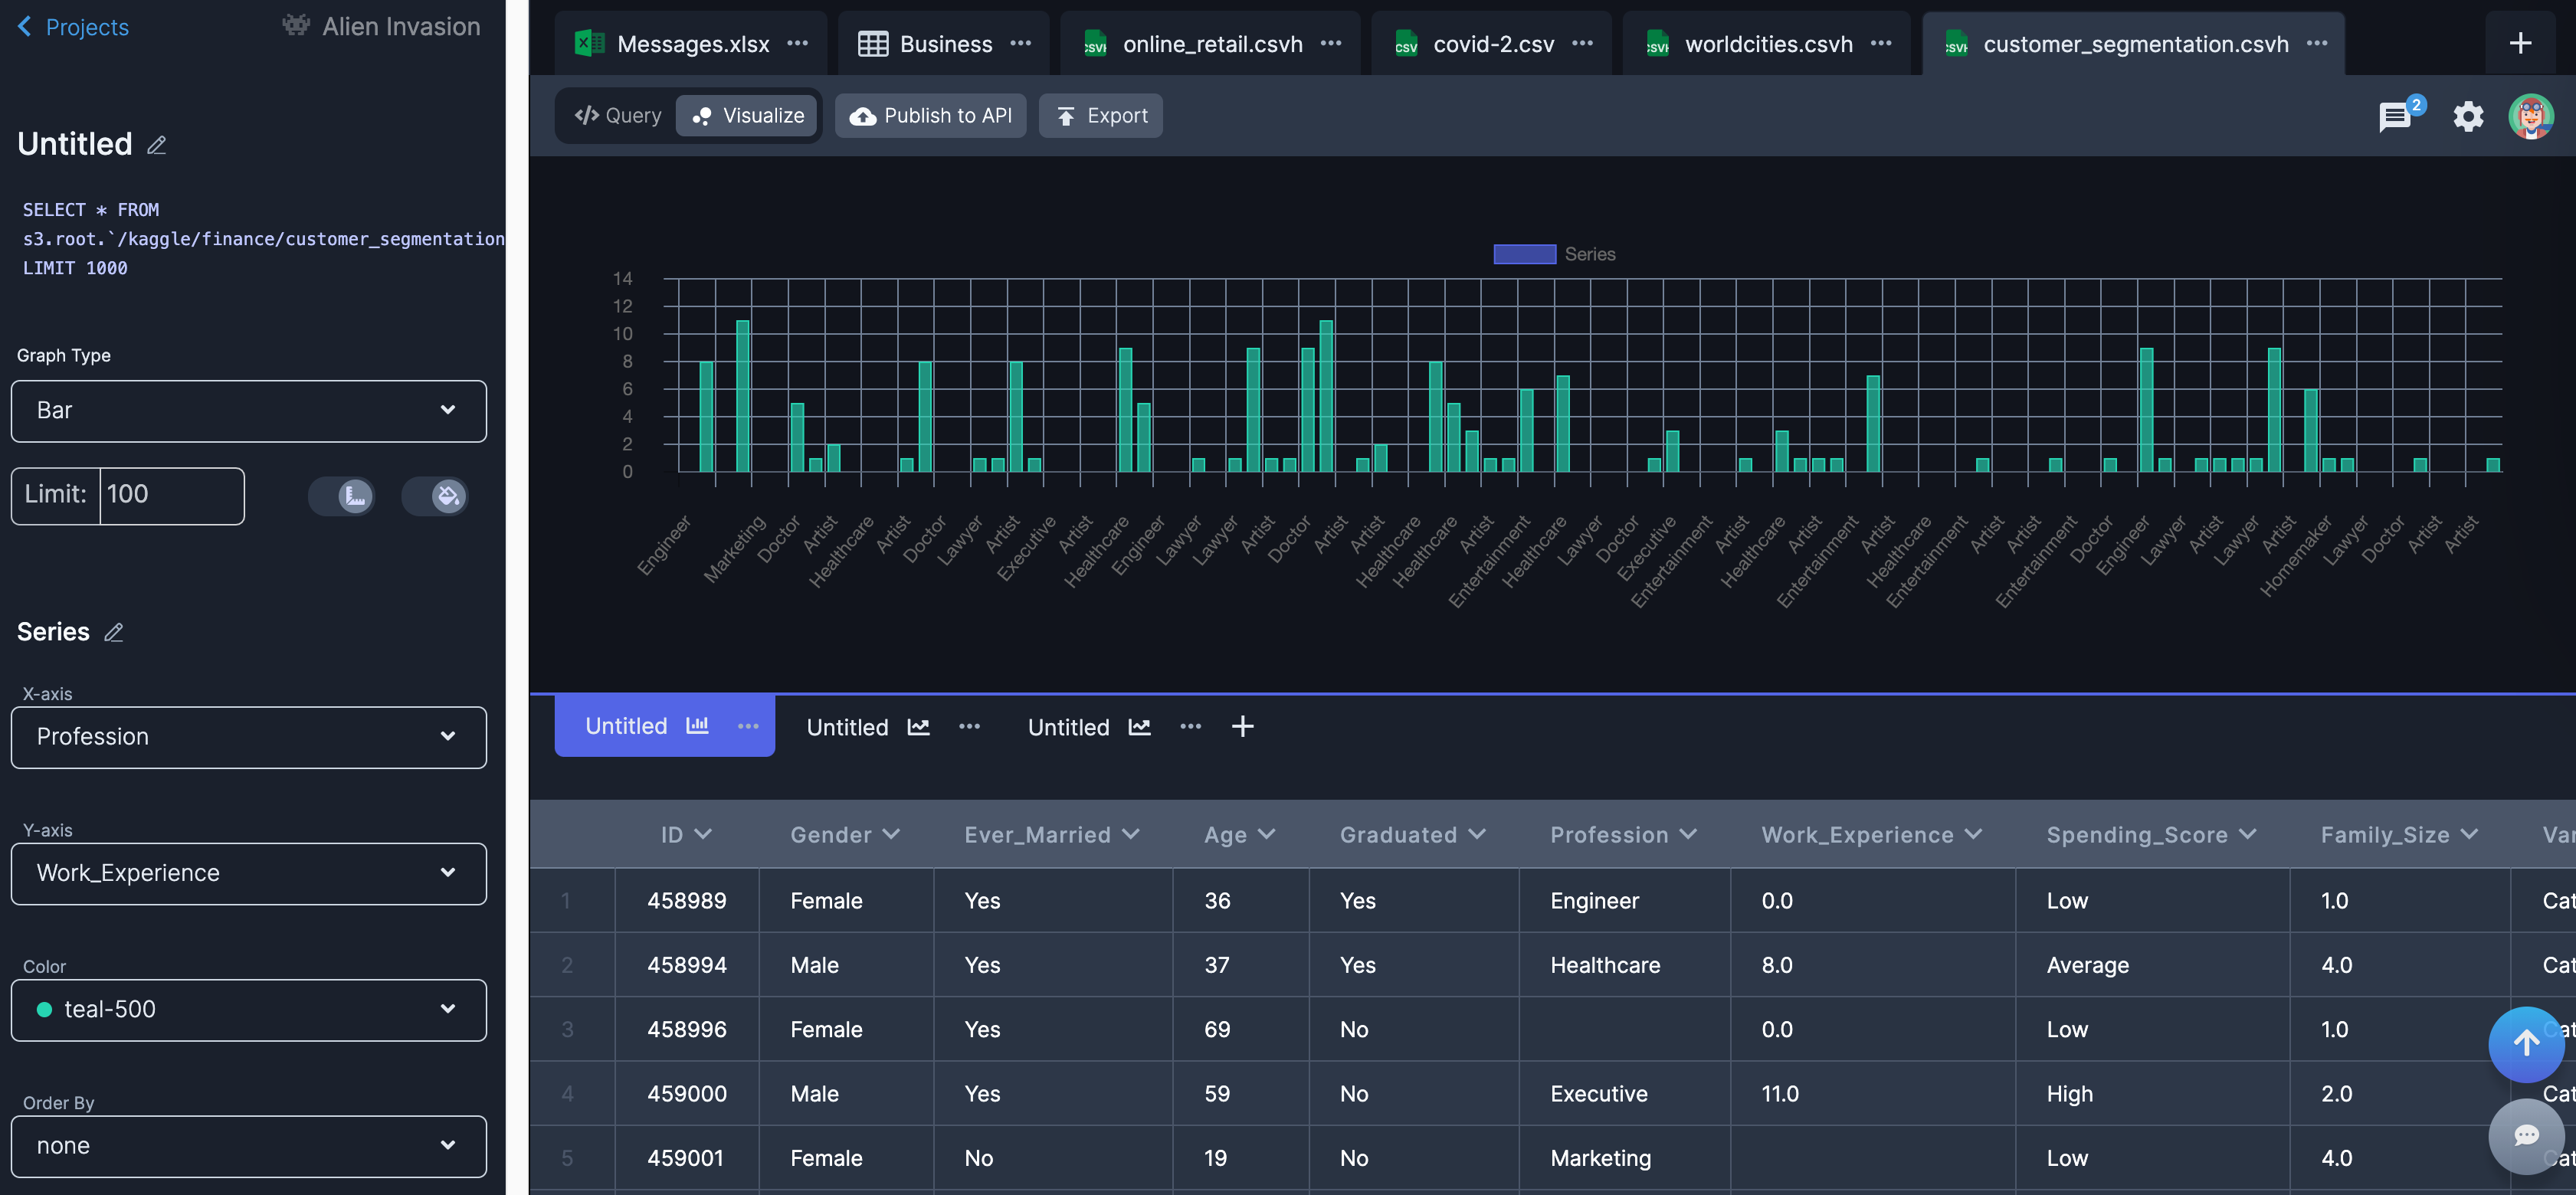 Projects
Alien Invasion
Untitled
SELECT * FROM
s3.root.`/kaggle/finance/customer_segmentation
LIMIT 1000
Graph Type
Bar
Limit: 100
Series
X-axis
Profession
Y-axis
Work_Experience
Color
teal-500
Order By
none
Messages.xlsx
Business
online_retail.csvh
covid-2.csv
worldcities.csvh
customer_segmentation.csvh
</> Query
Visualize
Publish to API
Export
2
Series
14
12
10
8
6
4
2
0
Engineer
Marketing
Doctor
Artist
Healthcare
Artist
Doctor
Lawyer
Artist
Executive
Artist
Healthcare
Engineer
Lawyer
Lawyer
Artist
Doctor
Artist
Artist
Healthcare
Healthcare
Artist
Entertainment
Healthcare
Lawyer
Doctor
Executive
Entertainment
Artist
Healthcare
Artist
Entertainment
Artist
Healthcare
Entertainment
Artist
Artist
Entertainment
Doctor
Engineer
Lawyer
Artist
Lawyer
Artist
Homemaker
Lawyer
Doctor
Artist
Artist
Untitled
Untitled
Untitled
ID Gender Ever_Married Age Graduated Profession Work_Experience Spending_Score Family_Size Var
1 458989 Female Yes 36 Yes Engineer 0.0 Low 1.0 Cat
2 458994 Male Yes 37 Yes Healthcare 8.0 Average 4.0 Cat
3 458996 Female Yes 69 No 0.0 Low 1.0 Cat
4 459000 Male Yes 59 No Executive 11.0 High 2.0 Cat
5 459001 Female No 19 No Marketing Low 4.0 Cat